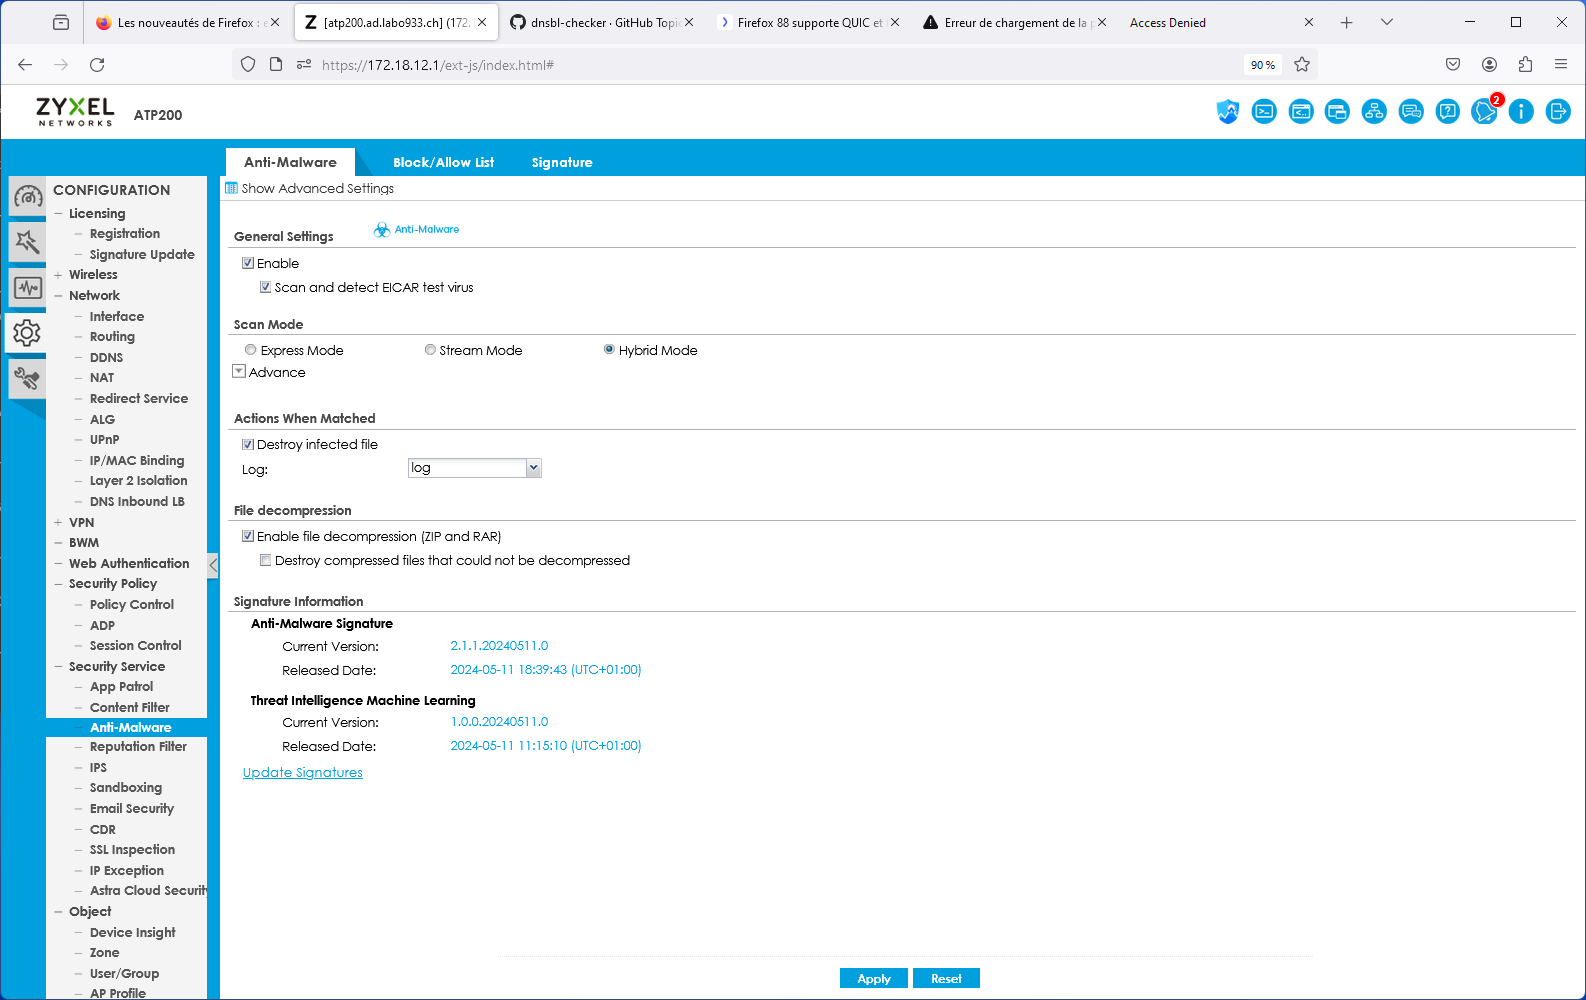 Les nouveautés de Firefox : e
[atp200.ad.labo933.ch] (172.1
dnsbl-checker · GitHub Topic
Firefox 88 supporte QUIC et
Erreur de chargement de la p
Access Denied
https://172.18.12.1/ext-js/index.html#
90 %
ZYXEL
NETWORKS
ATP200
2
Anti-Malware
Block/Allow List
Signature
Show Advanced Settings
CONFIGURATION
Licensing
Registration
Signature Update
Wireless
Network
Interface
Routing
DDNS
NAT
Redirect Service
ALG
UPnP
IP/MAC Binding
Layer 2 Isolation
DNS Inbound LB
VPN
BWM
Web Authentication
Security Policy
Policy Control
ADP
Session Control
Security Service
App Patrol
Content Filter
Anti-Malware
Reputation Filter
IPS
Sandboxing
Email Security
CDR
SSL Inspection
IP Exception
Astra Cloud Security
Object
Device Insight
Zone
User/Group
AP Profile
General Settings
Anti-Malware
Enable
Scan and detect EICAR test virus
Scan Mode
Express Mode
Stream Mode
Hybrid Mode
Advance
Actions When Matched
Destroy infected file
Log:
log
File decompression
Enable file decompression (ZIP and RAR)
Destroy compressed files that could not be decompressed
Signature Information
Anti-Malware Signature
Current Version: 2.1.1.20240511.0
Released Date: 2024-05-11 18:39:43 (UTC+01:00)
Threat Intelligence Machine Learning
Current Version: 1.0.0.20240511.0
Released Date: 2024-05-11 11:15:10 (UTC+01:00)
Update Signatures
Apply
Reset